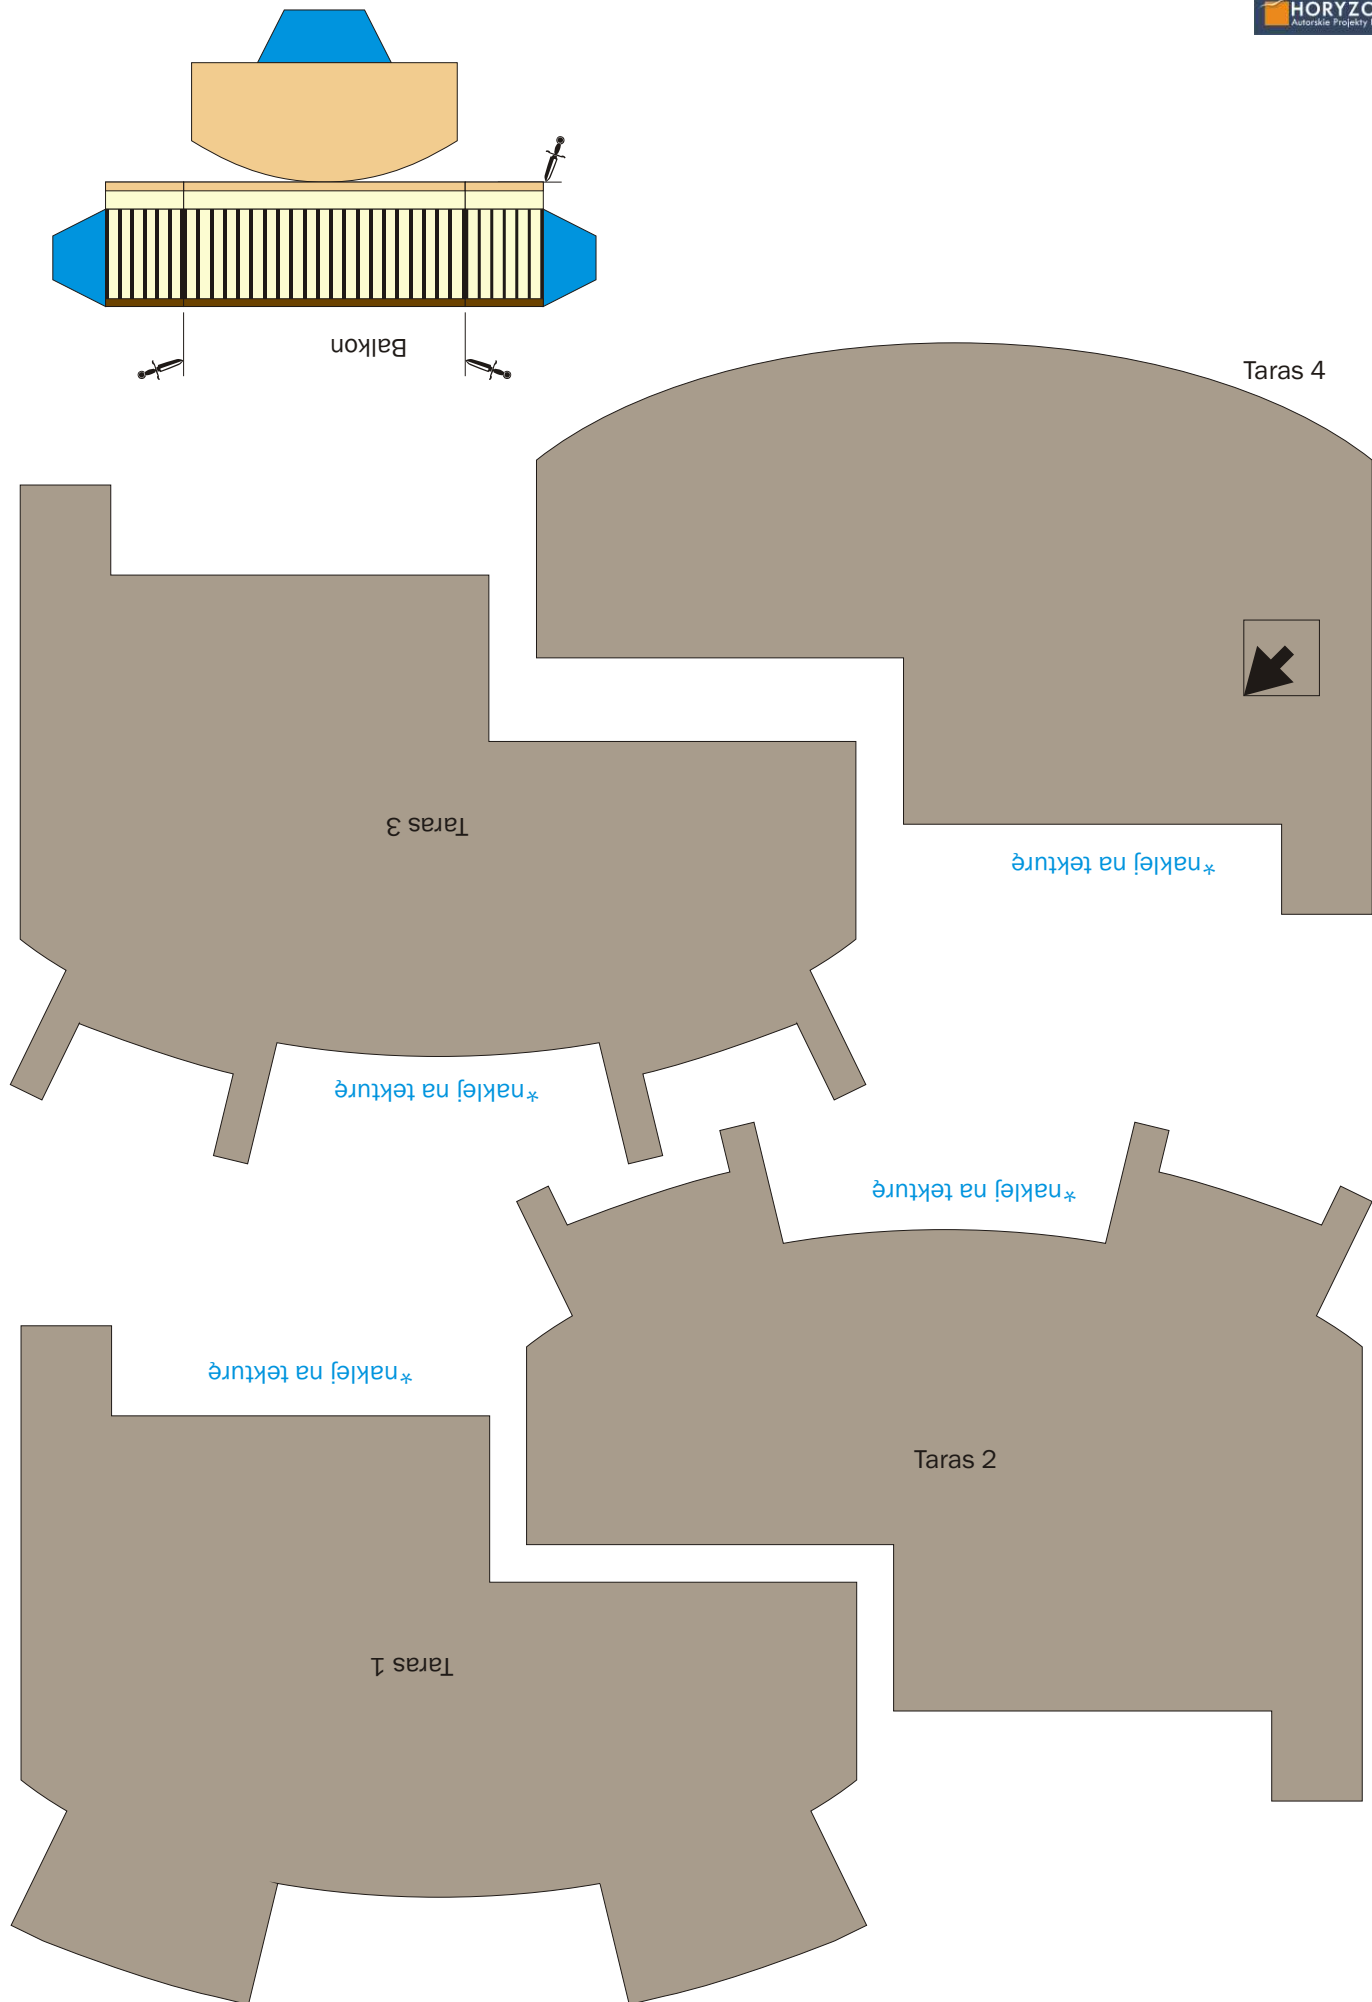 HORYZO
Autorskie Projekty
Balkon
Taras 4
Taras 3
*naklej na tekturę
*naklej na tekturę
*naklej na tekturę
*naklej na tekturę
Taras 2
Taras 1